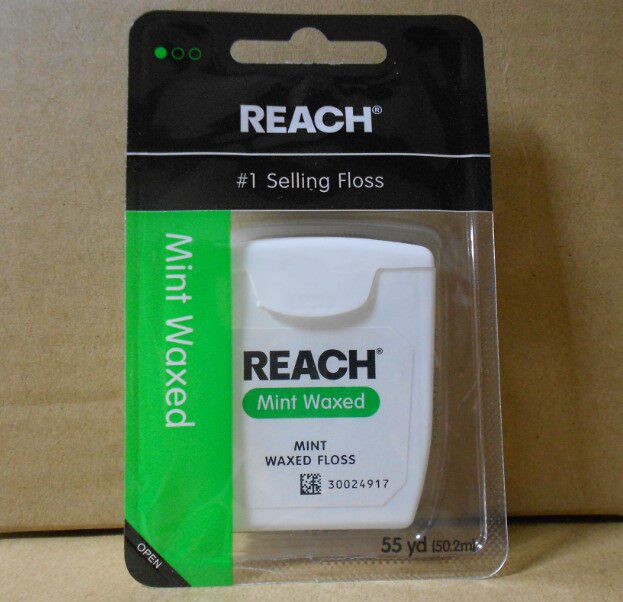 REACH®
#1 Selling Floss
Mint Waxed
REACH®
Mint Waxed
MINT
WAXED FLOSS
30024917
55 yd (50.2m)
OPEN